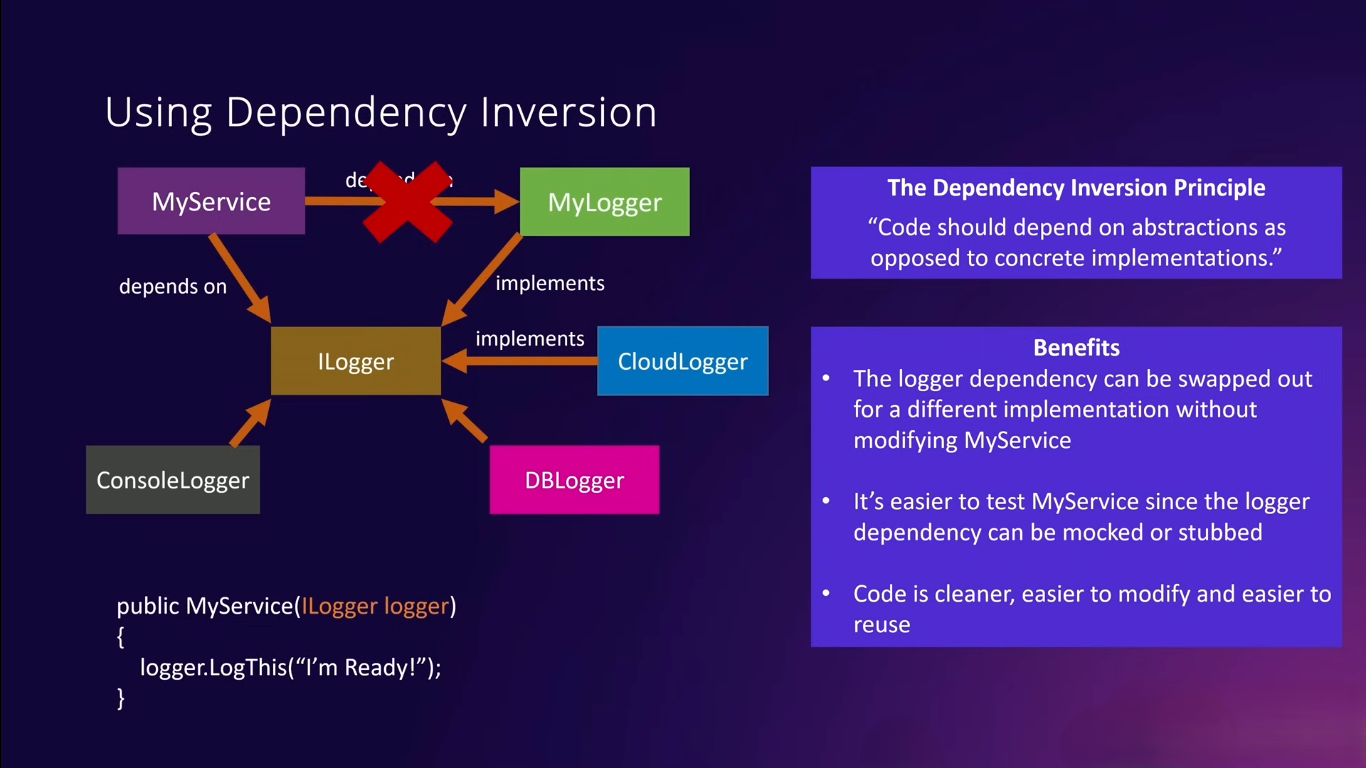 Using Dependency Inversion
MyService
MyLogger
depends on
implements
ILogger
implements
CloudLogger
ConsoleLogger
DBLogger
public MyService(ILogger logger)
{
logger.LogThis(“I’m Ready!”);
}
The Dependency Inversion Principle
“Code should depend on abstractions as
opposed to concrete implementations.”
Benefits
• The logger dependency can be swapped out
for a different implementation without
modifying MyService
• It’s easier to test MyService since the logger
dependency can be mocked or stubbed
• Code is cleaner, easier to modify and easier to
reuse